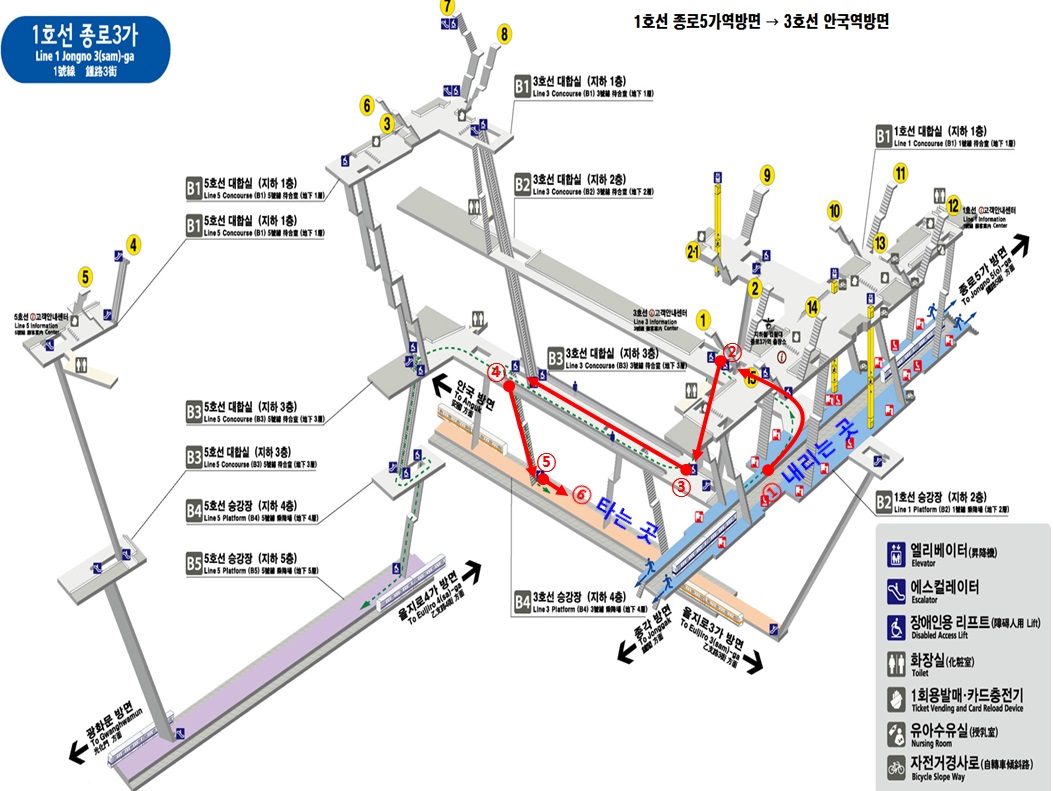 1호선 종로3가
Line 1 Jongno 3(sam)-ga
1號線 鍾路3街
1호선 종로5가역방면 → 3호선 안국역방면
7
8
6
3
B1 3호선 대합실 (지하 1층)
Line 3 Concourse (B1) 3號線 待合室 (地下 1層)
B1 1호선 대합실 (지하 1층)
Line 1 Concourse (B1) 1號線 待合室 (地下 1層)
B1 5호선 대합실 (지하 1층)
Line 5 Concourse (B1) 5號線 待合室 (地下 1層)
B2 3호선 대합실 (지하 2층)
Line 3 Concourse (B2) 3號線 待合室 (地下 2層)
B1 5호선 대합실 (지하 1층)
Line 5 Concourse (B1) 5號線 待合室 (地下 1層)
9
11
10
12
13
2-1
2
14
1
15
4
5
1호선 고객안내센터
Line 1 Information Center
종로5가 방면
To Jongno 5(o)-ga
5호선 고객안내센터
Line 5 Information Center
3호선 고객안내센터
Line 3 Information Center
B3 3호선 대합실 (지하 3층)
Line 3 Concourse (B3) 3號線 待合室 (地下 3層)
안국 방면
To Anguk
安國 方面
B3 5호선 대합실 (지하 3층)
Line 5 Concourse (B3) 5號線 待合室 (地下 3層)
B3 5호선 대합실 (지하 3층)
Line 5 Concourse (B3) 5號線 待合室 (地下 3層)
B4 5호선 승강장 (지하 4층)
Line 5 Platform (B4) 5號線 乘降場 (地下 4層)
B5 5호선 승강장 (지하 5층)
Line 5 Platform (B5) 5號線 乘降場 (地下 5層)
②
④
③
⑤
⑥ 타는 곳
① 내리는 곳
B2 1호선 승강장 (지하 2층)
Line 1 Platform (B2) 1號線 乘降場 (地下 2層)
B4 3호선 승강장 (지하 4층)
Line 3 Platform (B4) 3號線 乘降場 (地下 4層)
을지로4가 방면
To Euljiro 4(sa)-ga
乙支路4街 方面
종각 방면
To Jonggak
鐘閣 方面
을지로3가 방면
To Euljiro 3(sam)-ga
乙支路3街 方面
광화문 방면
To Gwanghwamun
光化門 方面
엘리베이터(昇降機)
Elevator
에스컬레이터
Escalator
장애인용 리프트(障碍人用 Lift)
Disabled Access Lift
화장실(化粧室)
Toilet
1회용발매·카드충전기
Ticket Vending and Card Reload Device
유아수유실(授乳室)
Nursing Room
자전거경사로(自轉車傾斜路)
Bicycle Slope Way